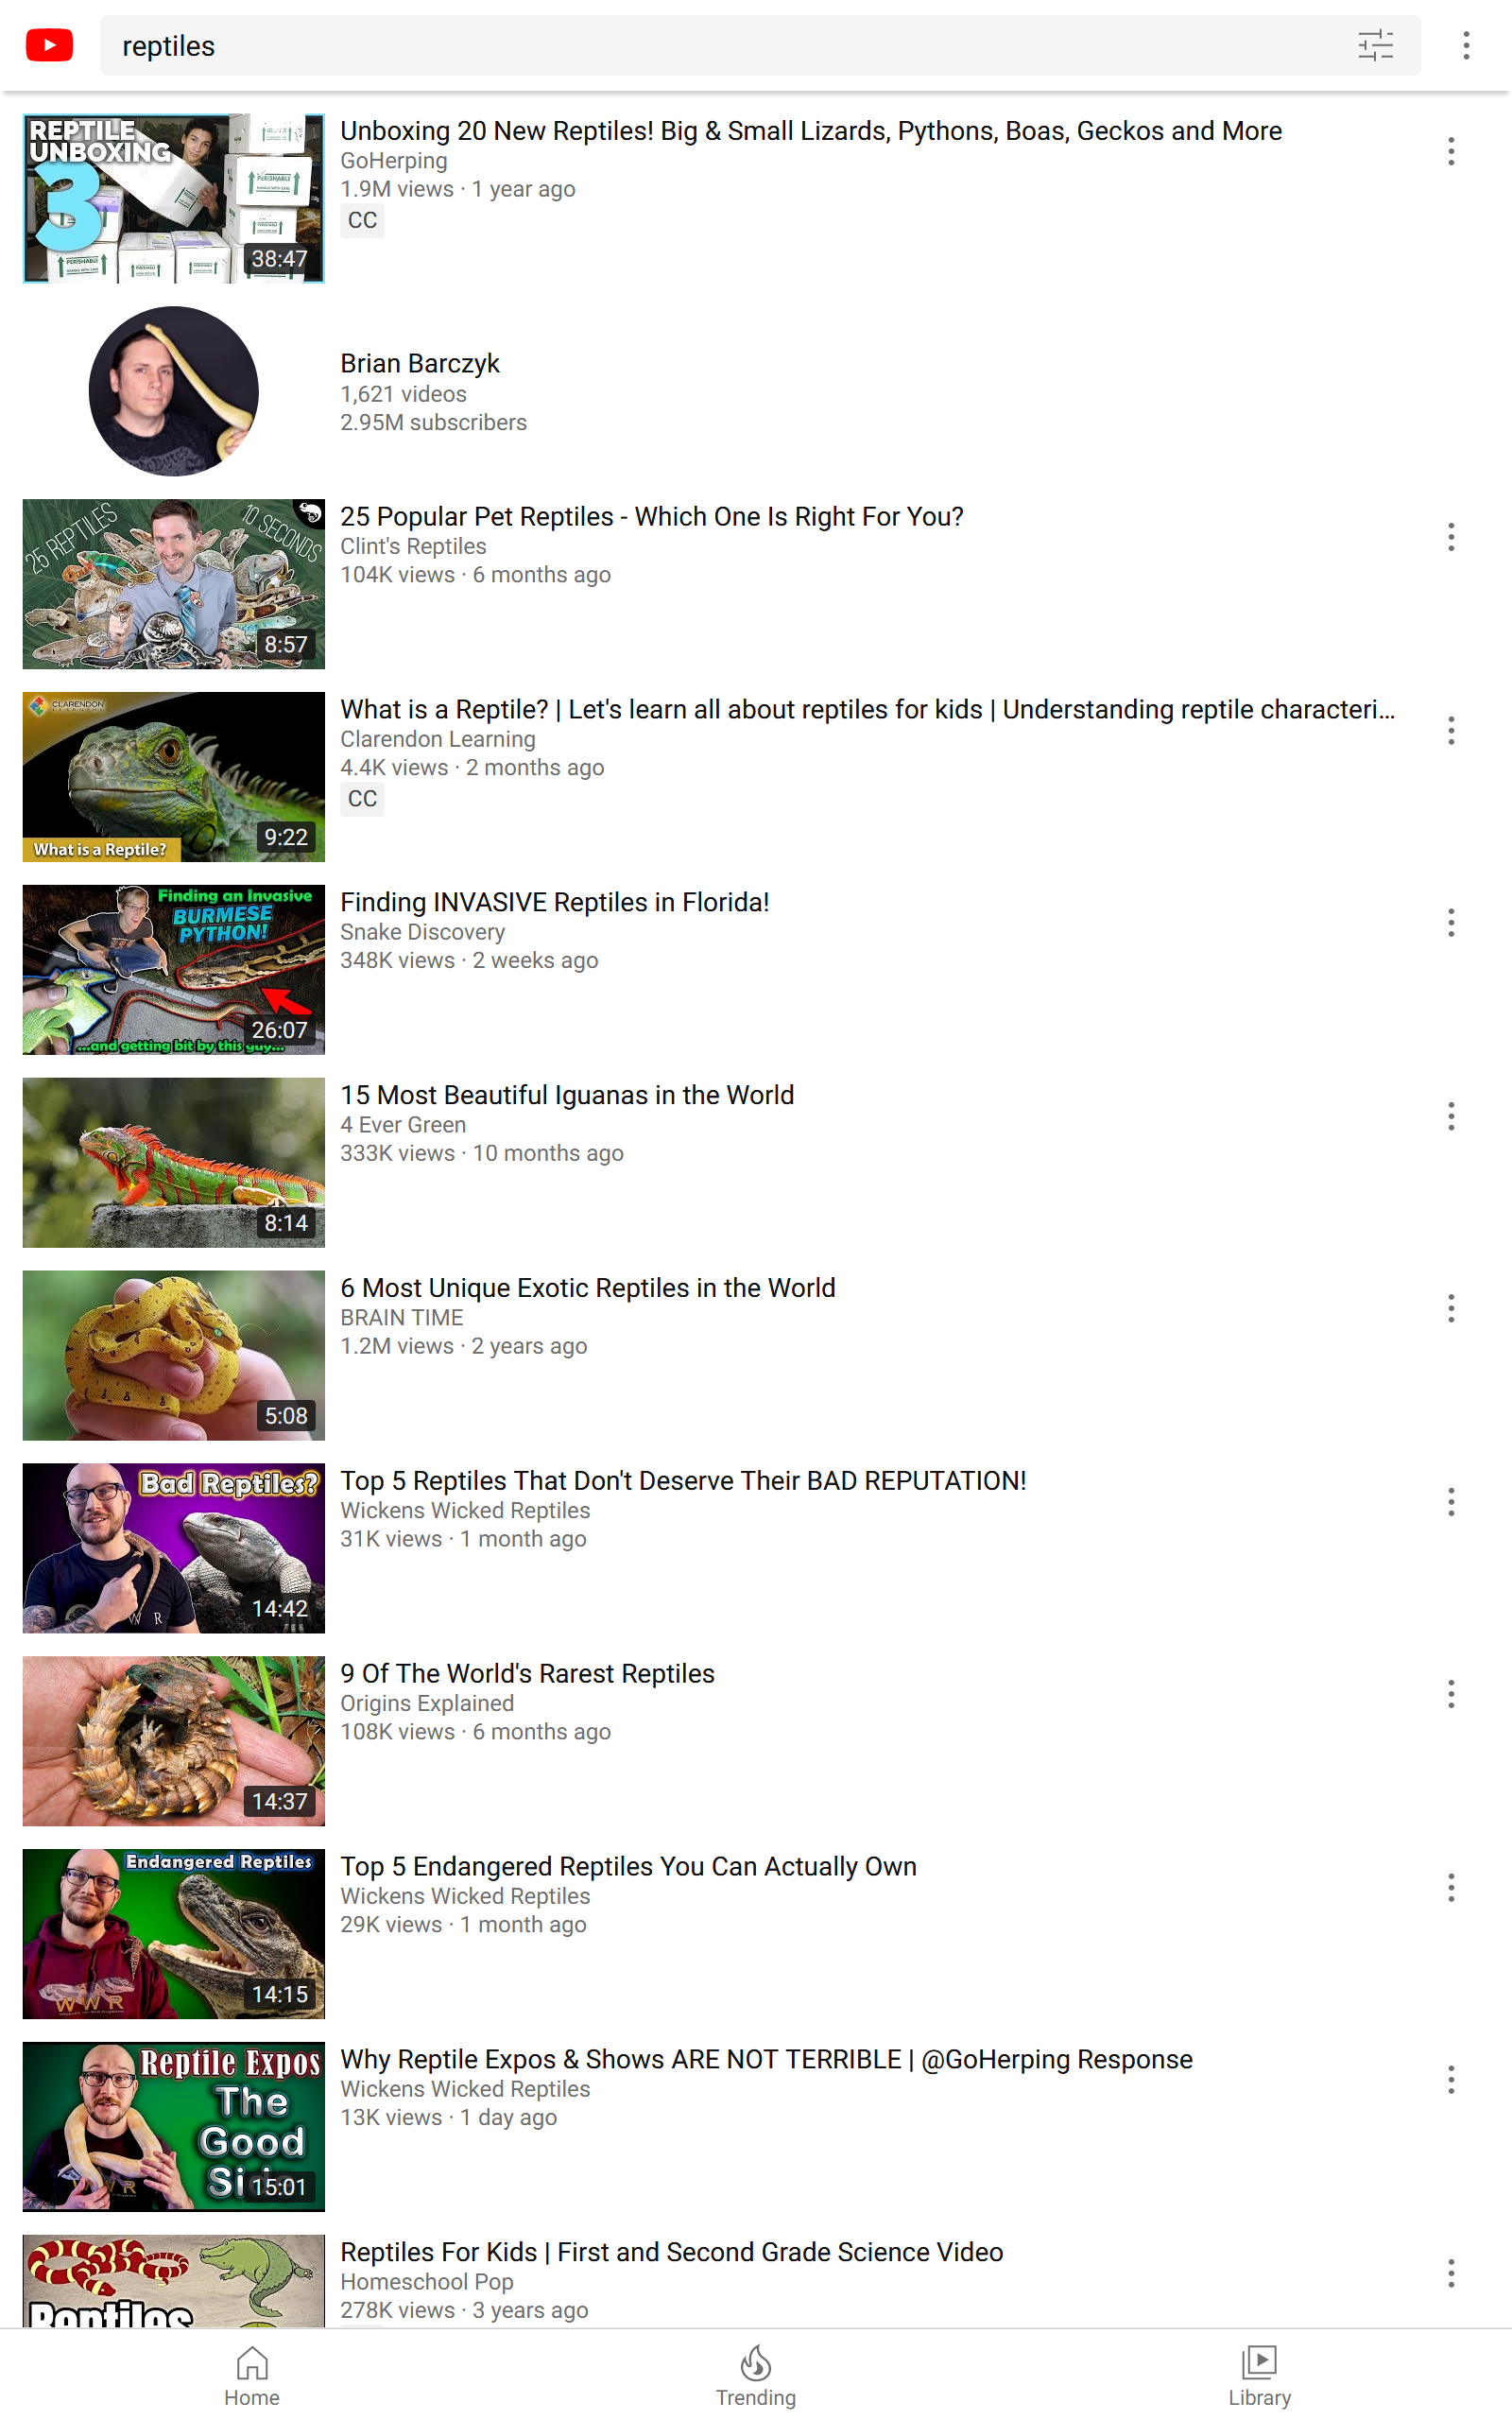 reptiles
REPTILE
UNBOXING
3
PERISHABLE
PERISHABLE
PERISHABLE
PERISHABLE
38:47
Unboxing 20 New Reptiles! Big & Small Lizards, Pythons, Boas, Geckos and More
GoHerping
1.9M views · 1 year ago
CC
Brian Barczyk
1,621 videos
2.95M subscribers
25 REPTILES
10 SECONDS
8:57
25 Popular Pet Reptiles - Which One Is Right For You?
Clint's Reptiles
104K views · 6 months ago
CLARENDON
LEARNING
What is a Reptile?
9:22
What is a Reptile? | Let's learn all about reptiles for kids | Understanding reptile characteri...
Clarendon Learning
4.4K views · 2 months ago
CC
Finding an Invasive
BURMESE
PYTHON!
...and getting bit by this guy...
26:07
Finding INVASIVE Reptiles in Florida!
Snake Discovery
348K views · 2 weeks ago
8:14
15 Most Beautiful Iguanas in the World
4 Ever Green
333K views · 10 months ago
5:08
6 Most Unique Exotic Reptiles in the World
BRAIN TIME
1.2M views · 2 years ago
Bad Reptiles?
W R
14:42
Top 5 Reptiles That Don't Deserve Their BAD REPUTATION!
Wickens Wicked Reptiles
31K views · 1 month ago
14:37
9 Of The World's Rarest Reptiles
Origins Explained
108K views · 6 months ago
Endangered Reptiles
WWR
14:15
Top 5 Endangered Reptiles You Can Actually Own
Wickens Wicked Reptiles
29K views · 1 month ago
Reptile Expos
The
Good
15:01
Why Reptile Expos & Shows ARE NOT TERRIBLE | @GoHerping Response
Wickens Wicked Reptiles
13K views · 1 day ago
Reptiles
Reptiles For Kids | First and Second Grade Science Video
Homeschool Pop
278K views · 3 years ago
Home
Trending
Library